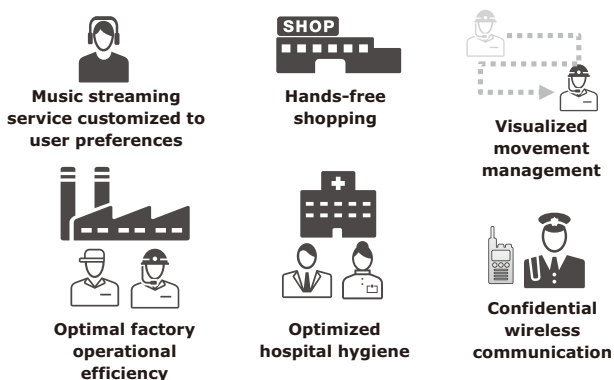 Music streaming
service customized to
user preferences
SHOP
Hands-free
shopping
Visualized
movement
management
Optimal factory
operational
efficiency
Optimized
hospital hygiene
Confidential
wireless
communication